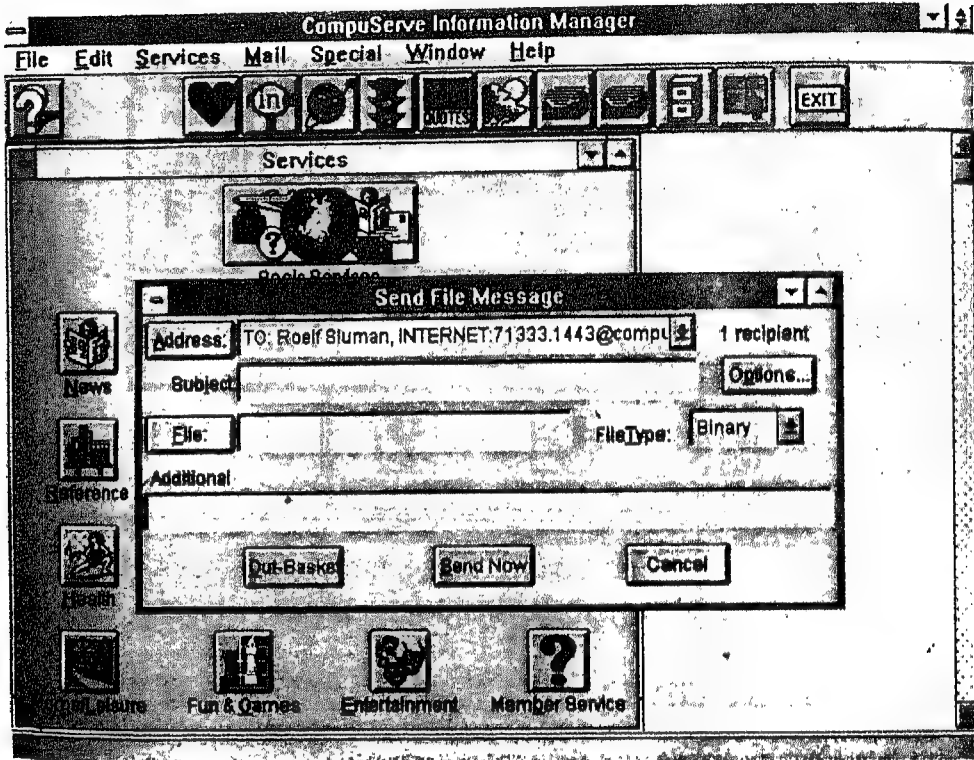 CompuServe Information Manager
File Edit Services Mail Special Window Help
? In QUOTES EXIT
Services
?
Send File Message
Address: TO: Roelf Sluman, INTERNET:71333.1443@compu 1 recipient
Subject Options...
File: FileType: Binary
Additional
Out-Baske Send Now Cancel
News
Reference
Health
Fun & Games Entertainment Member Service